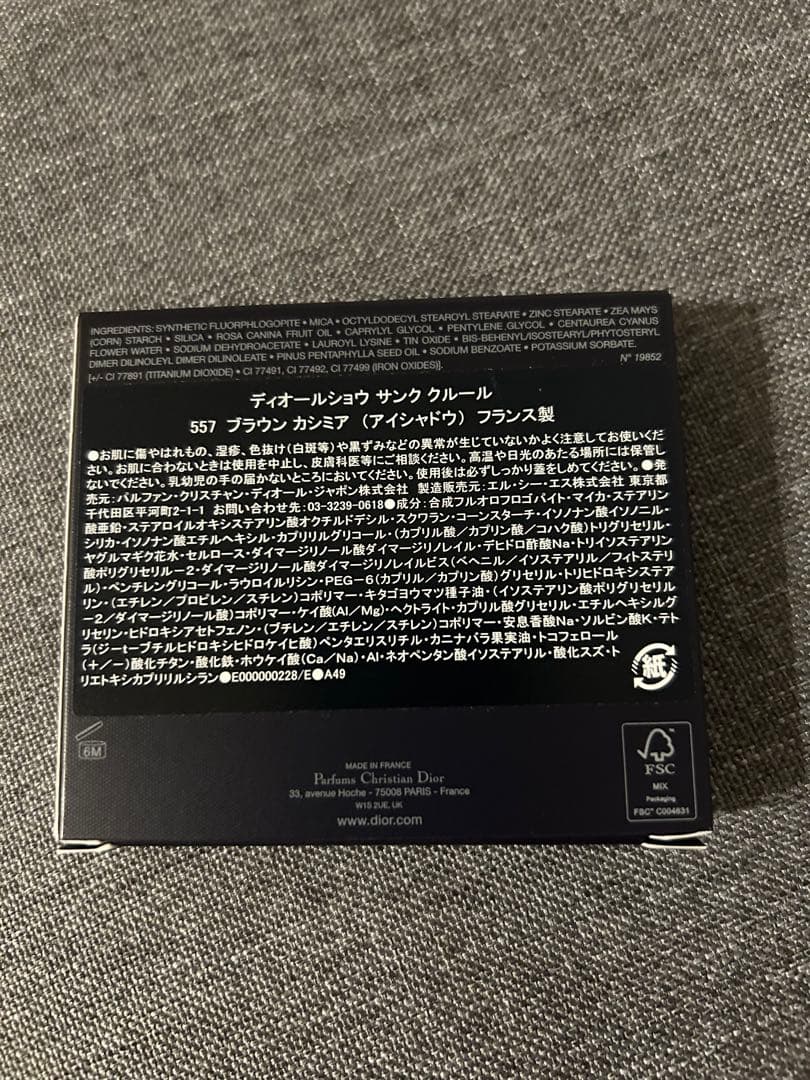 INGREDIENTS: SYNTHETIC FLUORPHLOGOPITE • MICA • OCTYLDODECYL STEAROYL STEARATE • ZINC STEARATE • ZEA MAYS
(CORN) STARCH • SILICA • ROSA CANINA FRUIT OIL • CAPRYLYL GLYCOL • PENTYLENE GLYCOL • CENTAUREA CYANUS
FLOWER WATER • SODIUM DEHYDROACETATE • LAUROYL LYSINE • TIN OXIDE • BIS-BEHENYL/ISOSTEARYL/PHYTOSTERYL
DIMER DILINOLEYL DIMER DILINOLEATE • PINUS PENTAPHYLLA SEED OIL • SODIUM BENZOATE • POTASSIUM SORBATE.
[+/- CI 77891 (TITANIUM DIOXIDE) • CI 77491, CI 77492, CI 77499 (IRON OXIDES)]. N° 19852
ディオールショウ サンク クルール
557 ブラウン カシミア (アイシャドウ) フランス製
●お肌に傷やはれもの、湿疹、色抜け(白斑等)や黒ずみなどの異常が生じていないかよく注意してお使いくだ
さい。お肌に合わないときは使用を中止し、皮膚科医等にご相談ください。高温や日光のあたる場所には保管し
ないでください。乳幼児の手の届かないところにおいてください。使用後は必ずしっかり蓋をしめてください。●発
売元:パルファン・クリスチャン・ディオール・ジャポン株式会社 製造販売元:エル・シー・エス株式会社 東京都
千代田区平河町2-1-1 お問い合わせ先:03-3239-0618●成分:合成フルオロフロゴパイト・マイカ・ステアリン
酸亜鉛・ステアロイルオキシステアリン酸オクチルドデシル・スクワラン・コーンスターチ・イソノナン酸イソノニル・
シリカ・イソノナン酸エチルヘキシル・カプリリルグリコール・(カプリル酸/カプリン酸/コハク酸)トリグリセリル・
ヤグルマギク花水・セルロース・ダイマージリノール酸ダイマージリノレイル・デヒドロ酢酸Na・トリイソステアリン
酸ポリグリセリル-2・ダイマージリノール酸ダイマージリノレイルビス(ベヘニル/イソステアリル/フィトステリ
ル)・ペンチレングリコール・ラウロイルリシン・PEG-6(カプリル/カプリン酸)グリセリル・トリヒドロキシステア
リン・(エチレン/プロピレン/スチレン)コポリマー・キタゴヨウマツ種子油・(イソステアリン酸ポリグリセリル
-2/ダイマージリノール酸)コポリマー・ケイ酸(Al/Mg)・ヘクトライト・カプリル酸グリセリル・エチルヘキシルグ
リセリン・ヒドロキシアセトフェノン・(ブチレン/エチレン/スチレン)コポリマー・安息香酸Na・ソルビン酸K・テト
ラ(ジ-t-ブチルヒドロキシヒドロケイヒ酸)ペンタエリスリチル・カニナバラ果実油・トコフェロール
(+/-)酸化チタン・酸化鉄・ホウケイ酸(Ca/Na)・Al・ネオペンタン酸イソステアリル・酸化スズ・ト
リエトキシカプリリルシラン●E000000228/E●A49
紙
6M
MADE IN FRANCE
Parfums Christian Dior
33, avenue Hoche - 75008 PARIS - France
W1S 2UE, UK
www.dior.com
FSC
MIX
Packaging
FSC™ C004631